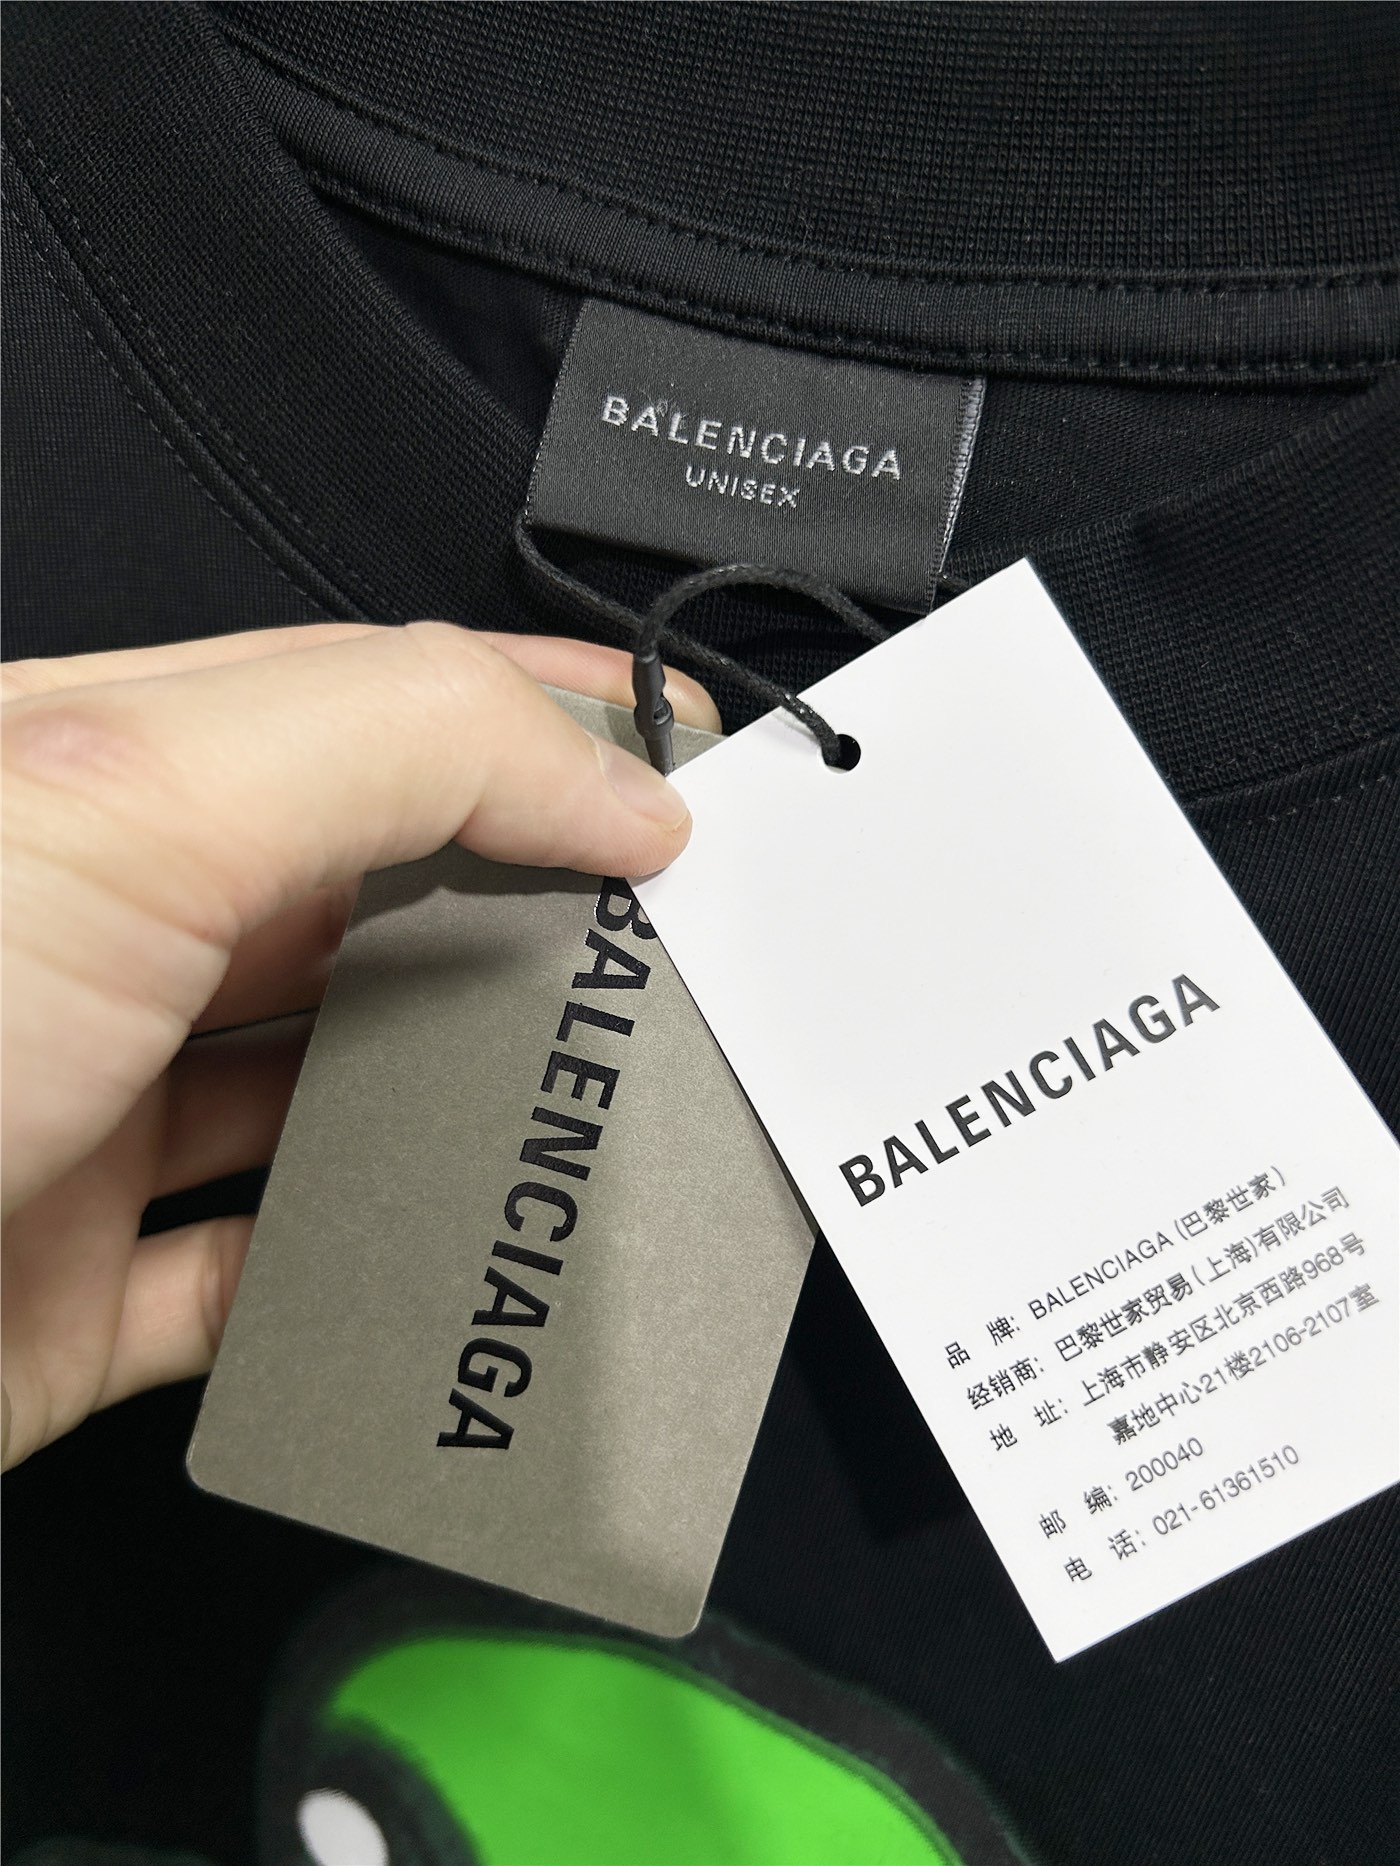 BALENCIAGA
UNISEX
BALENCIAGA
BALENCIAGA
品 牌: BALENCIAGA (巴黎世家)
经销商: 巴黎世家贸易(上海)有限公司
地 址: 上海市静安区北京西路968号
嘉地中心21楼2106-2107室
邮 编: 200040
电 话: 021-61361510